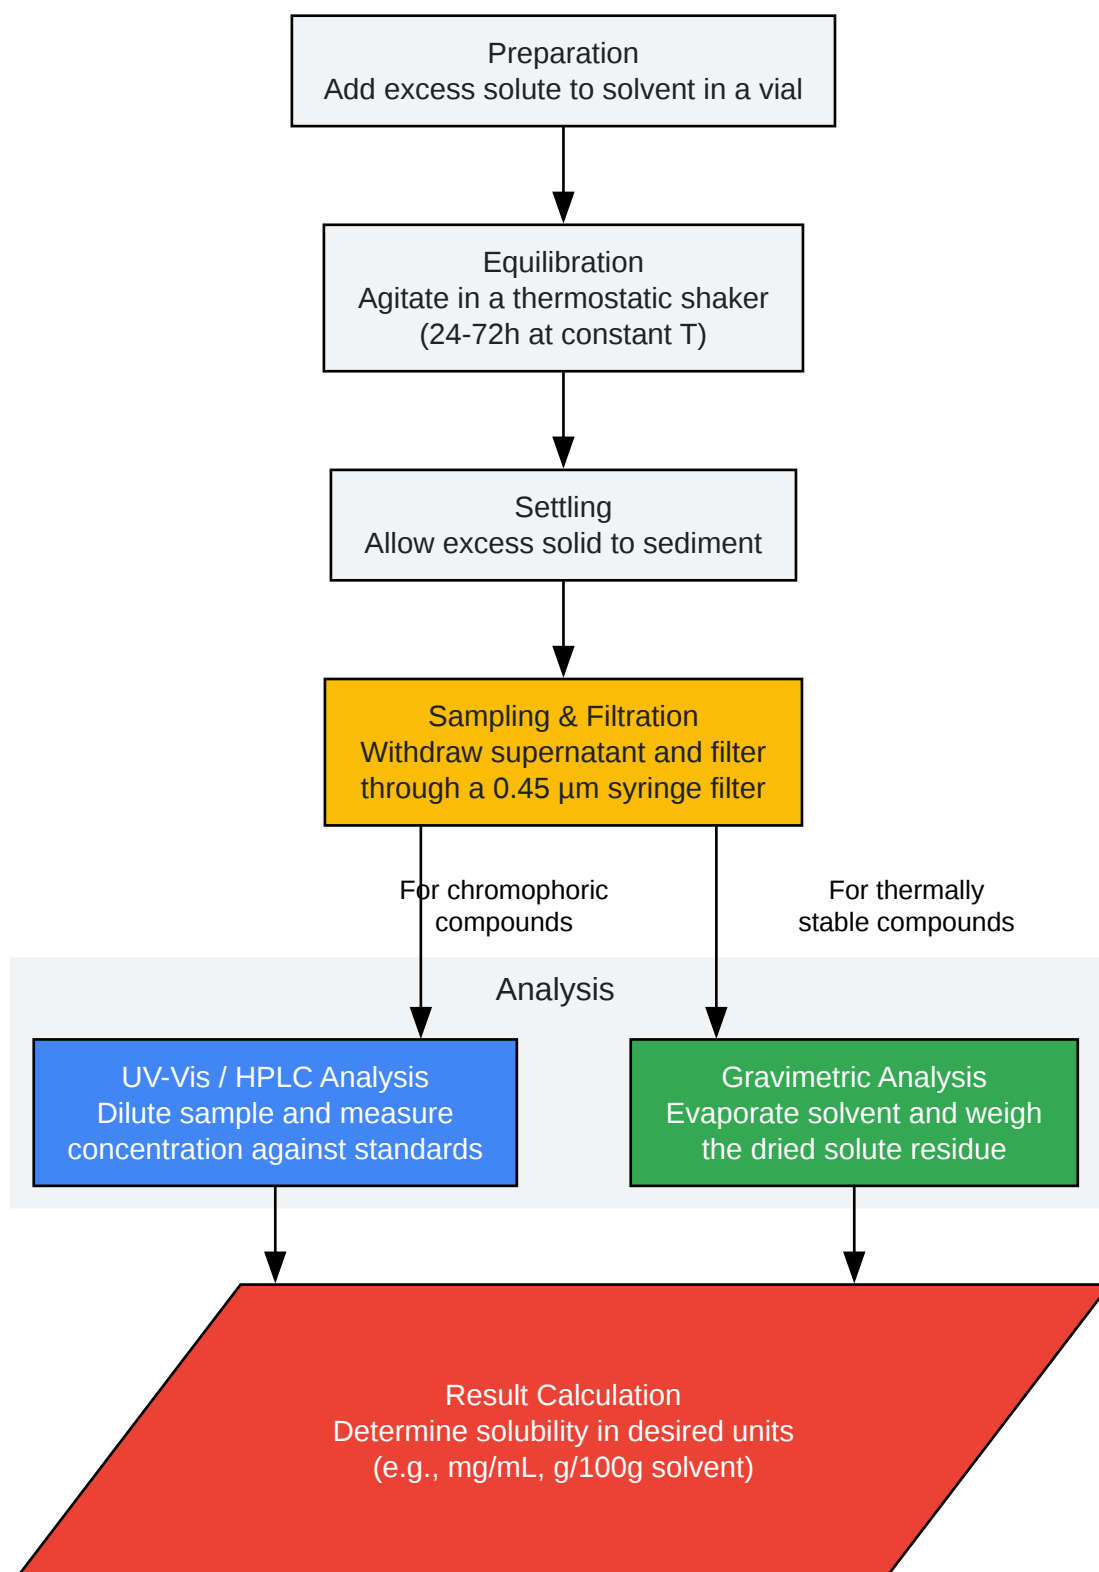 Preparation
Add excess solute to solvent in a vial
Equilibration
Agitate in a thermostatic shaker
(24-72h at constant T)
Settling
Allow excess solid to sediment
Sampling & Filtration
Withdraw supernatant and filter
through a 0.45 µm syringe filter
For chromophoric
compounds
For thermally
stable compounds
Analysis
UV-Vis / HPLC Analysis
Dilute sample and measure
concentration against standards
Gravimetric Analysis
Evaporate solvent and weigh
the dried solute residue
Result Calculation
Determine solubility in desired units
(e.g., mg/mL, g/100g solvent)